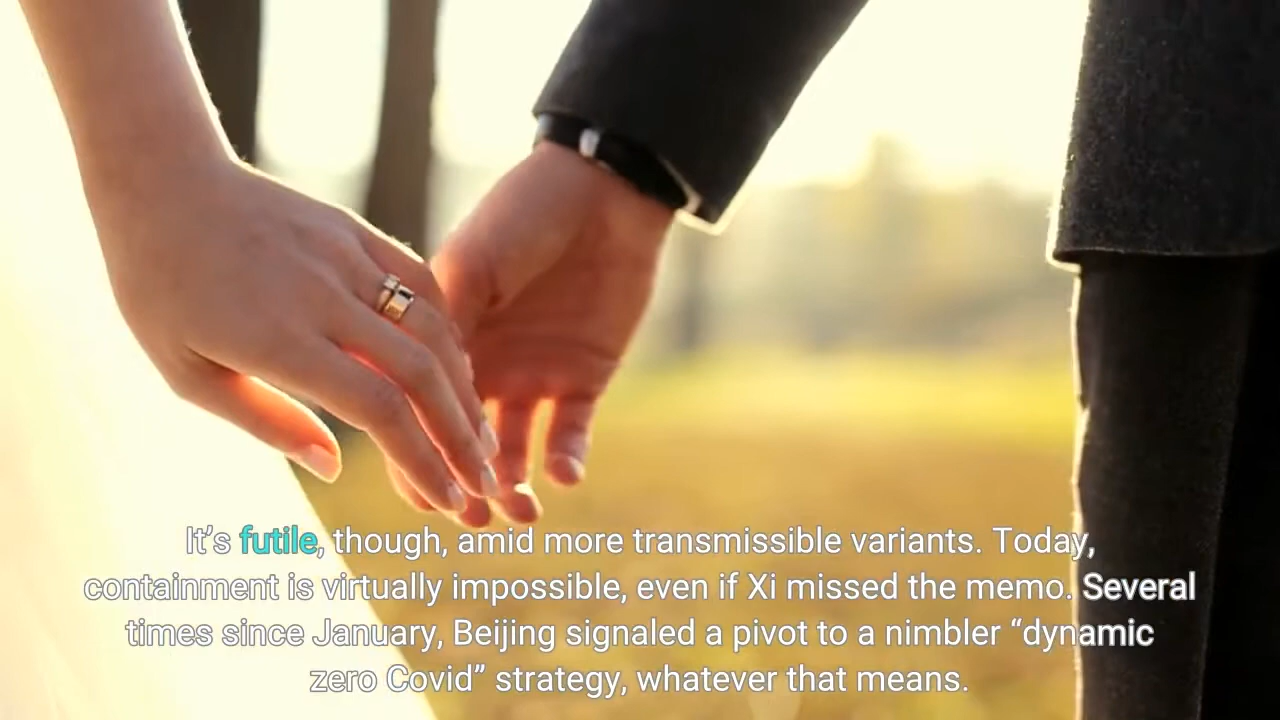 It’s futile, though, amid more transmissible variants. Today,
containment is virtually impossible, even if Xi missed the memo. Several
times since January, Beijing signaled a pivot to a nimbler “dynamic
zero Covid” strategy, whatever that means.